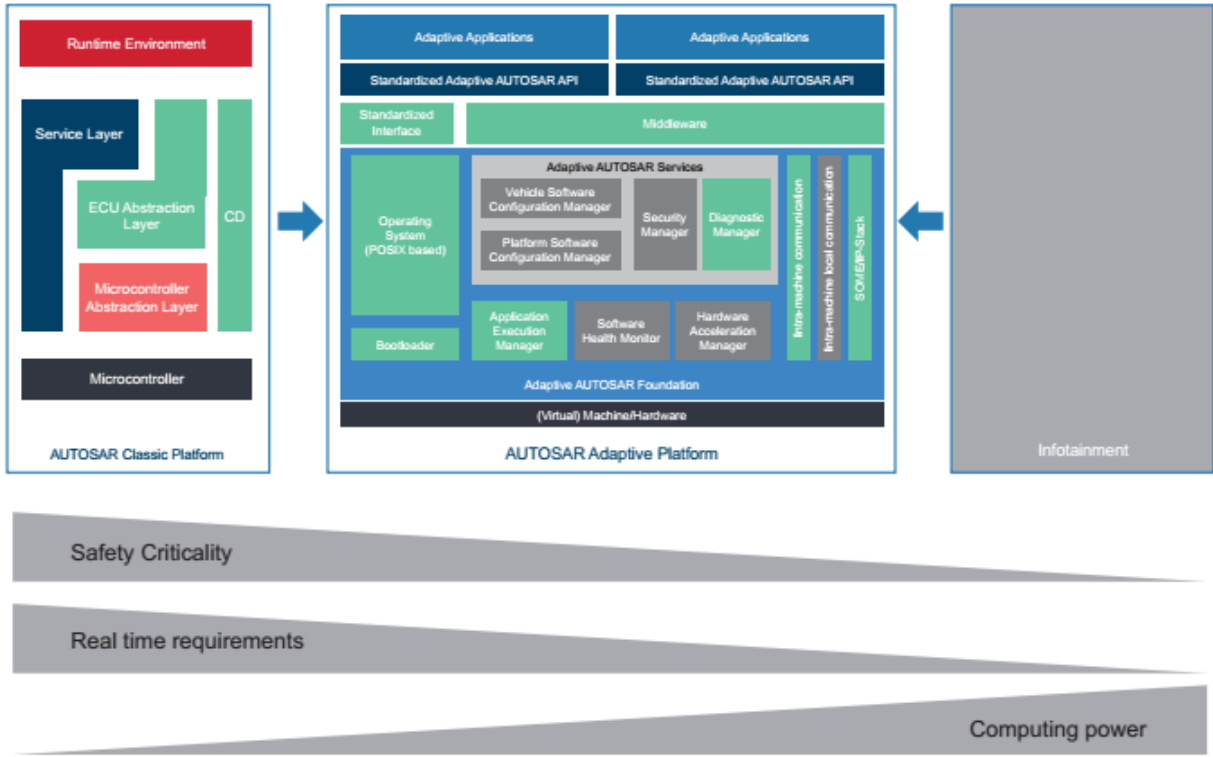 Runtime Environment
Service Layer
ECU Abstraction
Layer
CD
Microcontroller
Abstraction Layer
Microcontroller
AUTOSAR Classic Platform
Adaptive Applications
Adaptive Applications
Standardized Adaptive AUTOSAR API
Standardized Adaptive AUTOSAR API
Standardized
Interface
Middleware
Operating
System
(POSIX based)
Bootloader
Adaptive AUTOSAR Services
Vehicle Software
Configuration Manager
Platform Software
Configuration Manager
Security
Manager
Diagnostic
Manager
Application
Execution
Manager
Software
Health Monitor
Hardware
Acceleration
Manager
Intra-machine communication
Intra-machine local communication
SOME/IP-Stack
Adaptive AUTOSAR Foundation
(Virtual) Machine/Hardware
AUTOSAR Adaptive Platform
Infotainment
Safety Criticality
Real time requirements
Computing power